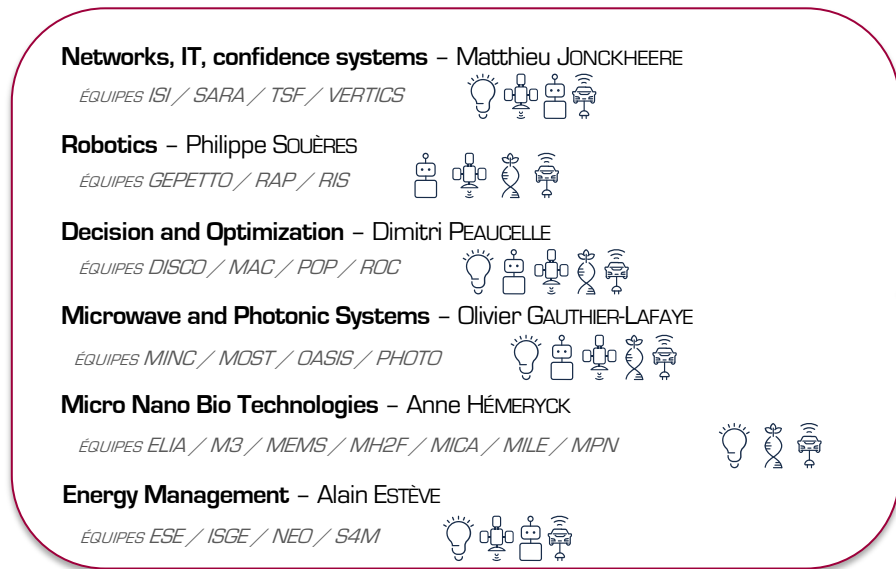 Networks, IT, confidence systems – Matthieu JONCKHEERE
ÉQUIPES ISI / SARA / TSF / VERTICS
Robotics – Philippe SOUÈRES
ÉQUIPES GEPETTO / RAP / RIS
Decision and Optimization – Dimitri PEAUCELLE
ÉQUIPES DISCO / MAC / POP / ROC
Microwave and Photonic Systems – Olivier GAUTHIER-LAFAYE
ÉQUIPES MINC / MOST / OASIS / PHOTO
Micro Nano Bio Technologies – Anne HÉMERYCK
ÉQUIPES ELIA / M3 / MEMS / MH2F / MICA / MILE / MPN
Energy Management – Alain ESTÈVE
ÉQUIPES ESE / ISGE / NEO / S4M